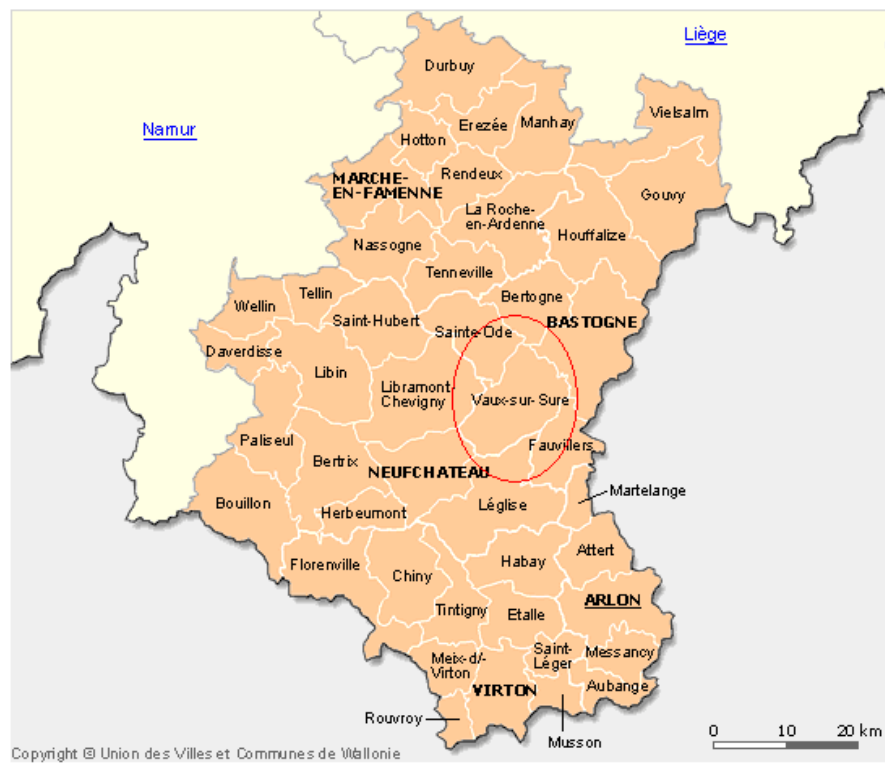 Liège
Durbuy
Vielsalm
Namur
Erezée
Manhay
Hotton
MARCHE-
EN-FAMENNE
Rendeux
Gouvy
La Roche-
en-Ardenne
Houffalize
Nassogne
Tenneville
Bertogne
Tellin
Wellin
Saint-Hubert
Sainte-Ode
BASTOGNE
Daverdisse
Libin
Libramont
Chevigny
Vaux-sur-Sure
Paliseul
Fauvillers
Bertrix
NEUFCHATEAU
Martelange
Bouillon
Herbeumont
Léglise
Attert
Florenville
Habay
Chiny
ARLON
Tintigny
Etalle
Saint-
Léger
Messancy
Meix-d/-
Virton
VIRTON
Aubange
Rouvroy
Musson
0 10 20 km
Copyright © Union des Villes et Communes de Wallonie